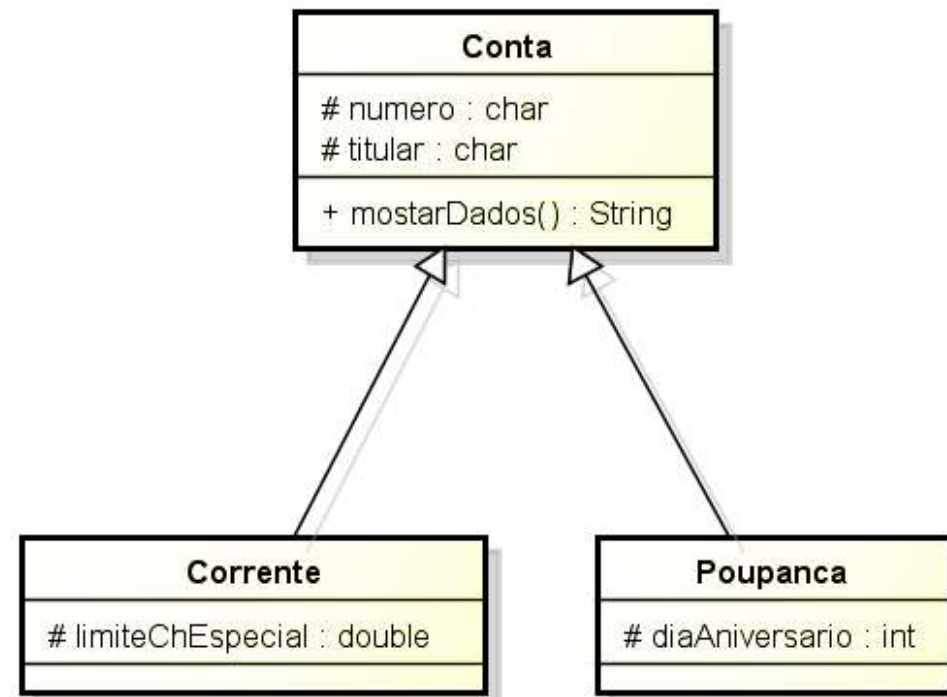 Conta
# numero : char
# titular : char
+ mostarDados() : String
Corrente
# limiteChEspecial : double
Poupanca
# diaAniversario : int